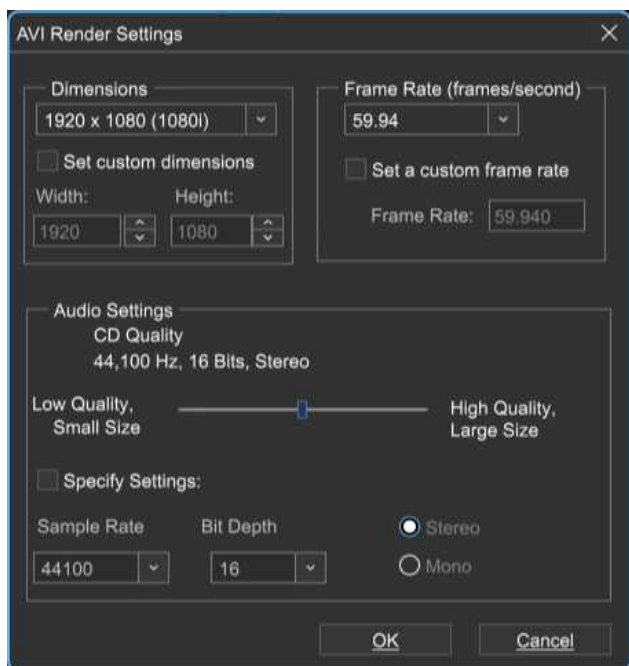 AVI Render Settings
Dimensions
1920 x 1080 (1080i)
Set custom dimensions
Width: Height:
1920 1080
Frame Rate (frames/second)
59.94
Set a custom frame rate
Frame Rate: 59.940
Audio Settings
CD Quality
44,100 Hz, 16 Bits, Stereo
Low Quality,
Small Size
High Quality,
Large Size
Specify Settings:
Sample Rate Bit Depth
44100 16
Stereo
Mono
OK Cancel